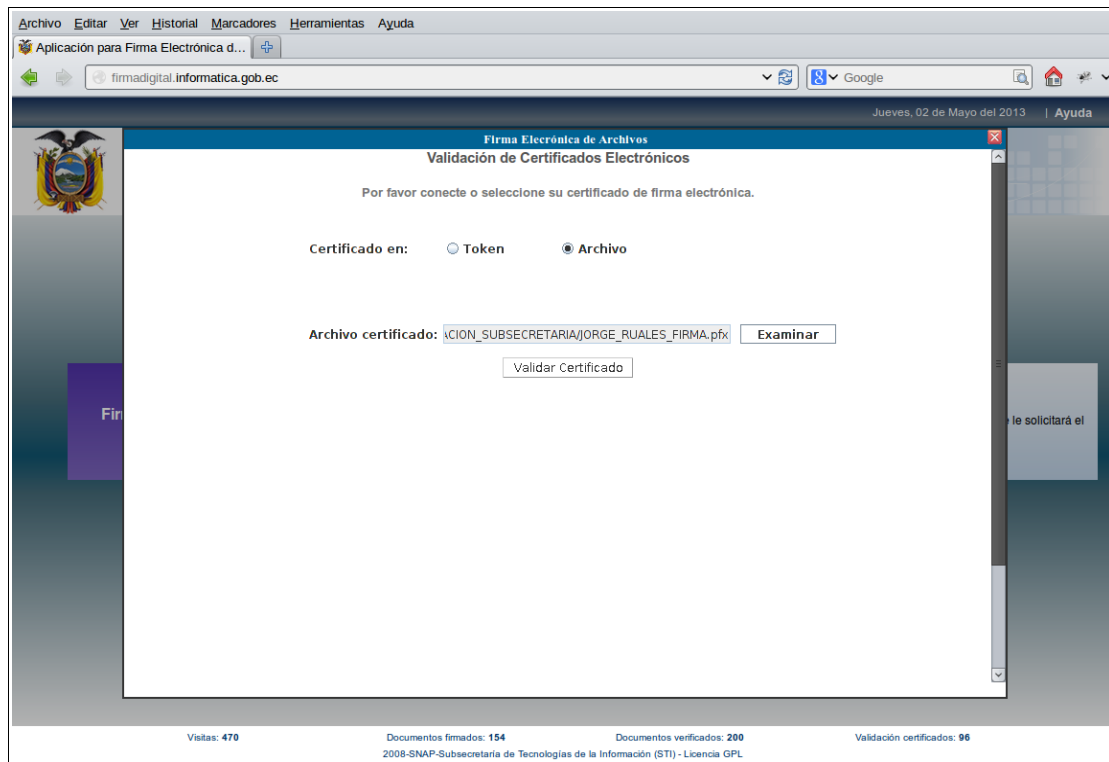 Archivo Editar Ver Historial Marcadores Herramientas Ayuda
Aplicación para Firma Electrónica d...
firmadigital.informatica.gob.ec
Google
Jueves, 02 de Mayo del 2013 | Ayuda
Firma Elecrónica de Archivos
Validación de Certificados Electrónicos
Por favor conecte o seleccione su certificado de firma electrónica.
Certificado en: Token Archivo
Archivo certificado: ACION_SUBSECRETARIA/JORGE_RUALES_FIRMA.pfx Examinar
Validar Certificado
Fir
le solicitará el
Visitas: 470 Documentos firmados: 154 Documentos verificados: 200 Validación certificados: 96
2008-SNAP-Subsecretaría de Tecnologías de la Información (STI) - Licencia GPL